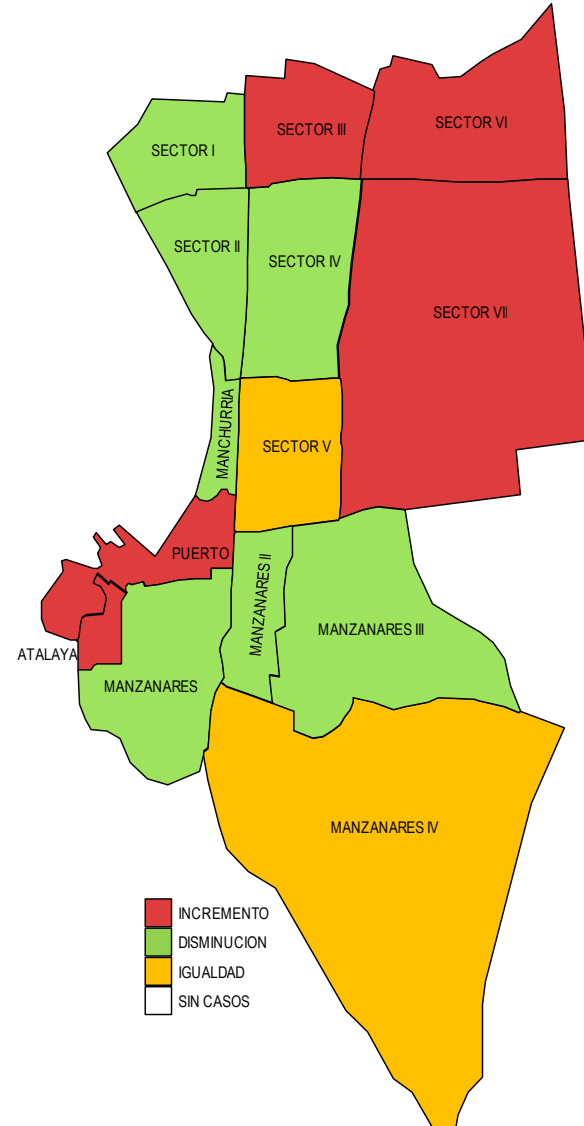 SECTOR VI
SECTOR III
SECTOR I
SECTOR II
SECTOR IV
SECTOR VII
MANCHURRIA
SECTOR V
PUERTO
MANZANARES II
MANZANARES III
ATALAYA
MANZANARES
MANZANARES IV
INCREMENTO
DISMINUCION
IGUALDAD
SIN CASOS